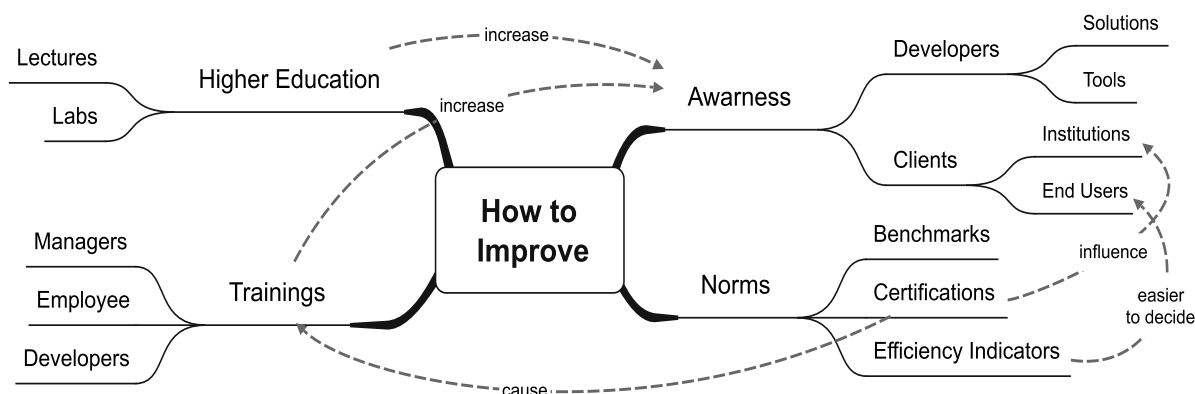 Lectures
Labs
Higher Education
increase
increase
Awarness
Developers
Solutions
Tools
Clients
Institutions
End Users
How to
Improve
Managers
Employee
Developers
Trainings
Norms
Benchmarks
Certifications
Efficiency Indicators
influence
easier
to decide
cause